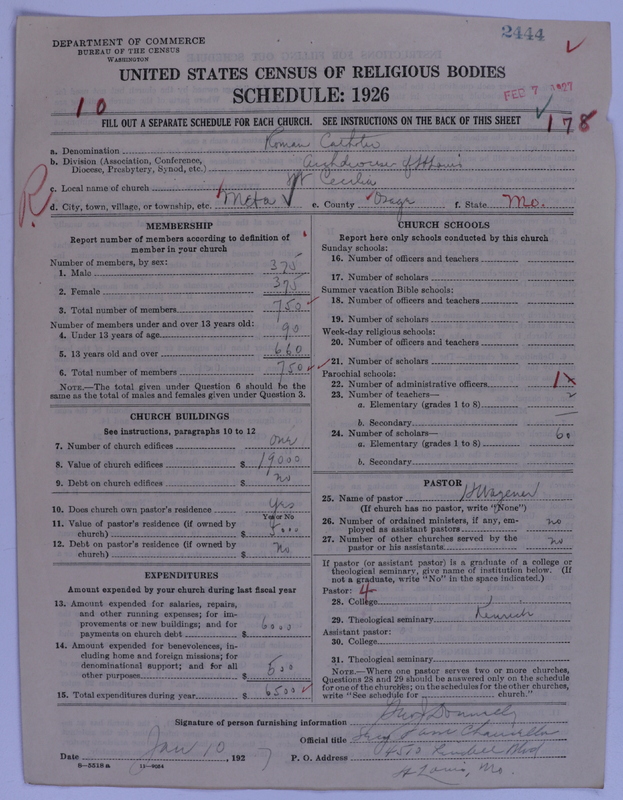 2444
DEPARTMENT OF COMMERCE
BUREAU OF THE CENSUS
WASHINGTON
UNITED STATES CENSUS OF RELIGIOUS BODIES
SCHEDULE: 1926
FEB 7 1927
10
FILL OUT A SEPARATE SCHEDULE FOR EACH CHURCH. SEE INSTRUCTIONS ON THE BACK OF THIS SHEET
178
a. Denomination Roman Catholic
b. Division (Association, Conference, Diocese, Presbytery, Synod, etc.) Archdiocese of St Louis
c. Local name of church St Cecilia
d. City, town, village, or township, etc. Meta e. County Osage f. State Mo.
R
MEMBERSHIP
Report number of members according to definition of member in your church
Number of members, by sex:
1. Male 375
2. Female 375
3. Total number of members 750
Number of members under and over 13 years old:
4. Under 13 years of age 90
5. 13 years old and over 660
6. Total number of members 750
NOTE.—The total given under Question 6 should be the same as the total of males and females given under Question 3.
CHURCH BUILDINGS
See instructions, paragraphs 10 to 12
7. Number of church edifices One
8. Value of church edifices $ 19000
9. Debt on church edifices $ No
10. Does church own pastor's residence Yes
Yes or No
11. Value of pastor's residence (if owned by church) $ 5000
12. Debt on pastor's residence (if owned by church) $ No
EXPENDITURES
Amount expended by your church during last fiscal year
13. Amount expended for salaries, repairs, and other running expenses; for improvements or new buildings; and for payments on church debt $ 6000
14. Amount expended for benevolences, including home and foreign missions; for denominational support; and for all other purposes $ 500
15. Total expenditures during year $ 6500
CHURCH SCHOOLS
Report here only schools conducted by this church
Sunday schools:
16. Number of officers and teachers
17. Number of scholars
Summer vacation Bible schools:
18. Number of officers and teachers
19. Number of scholars
Week-day religious schools:
20. Number of officers and teachers
21. Number of scholars
Parochial schools:
22. Number of administrative officers 1
23. Number of teachers—
a. Elementary (grades 1 to 8) 2
b. Secondary —
24. Number of scholars—
a. Elementary (grades 1 to 8) 60
b. Secondary
PASTOR
25. Name of pastor H Wagener
(If church has no pastor, write "None")
26. Number of ordained ministers, if any, employed as assistant pastors no
27. Number of other churches served by the pastor or his assistants no
If pastor (or assistant pastor) is a graduate of a college or theological seminary, give name of institution below. (If not a graduate, write "No" in the space indicated.)
Pastor: 4
28. College
29. Theological seminary Kenrick
Assistant pastor:
30. College
31. Theological seminary
NOTE.—Where one pastor serves two or more churches, Questions 28 and 29 should be answered only on the schedule for one of the churches; on the schedules for the other churches, write "See schedule for church."
Signature of person furnishing information Donnelly
Official title Chancellor
Date Jan 10, 1927 P. O. Address 4510 Lindell Blvd
8—5518a 11—9024
St Louis, Mo.